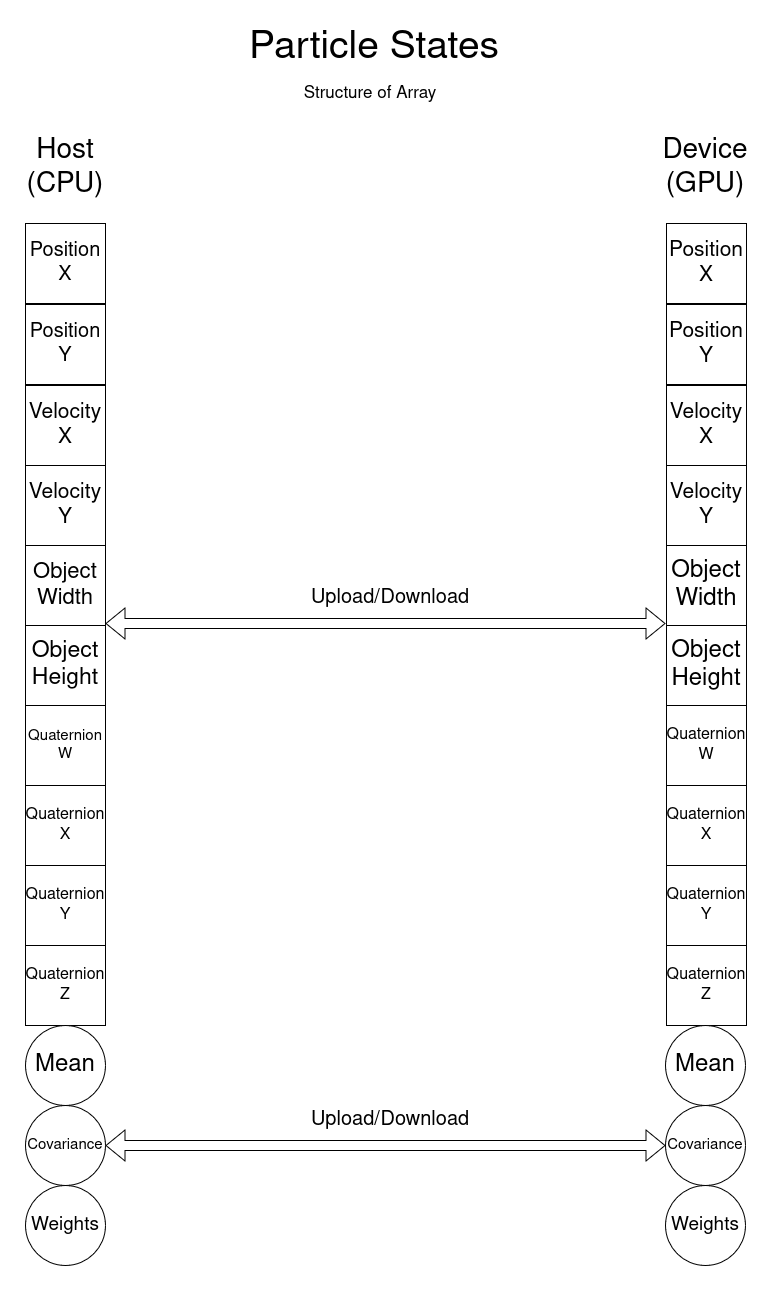 Particle States
Structure of Array
Host
(CPU)
Device
(GPU)
Position
X
Position
Y
Velocity
X
Velocity
Y
Object
Width
Object
Height
Quaternion
W
Quaternion
X
Quaternion
Y
Quaternion
Z
Mean
Covariance
Weights
Upload/Download
Upload/Download
Position
X
Position
Y
Velocity
X
Velocity
Y
Object
Width
Object
Height
Quaternion
W
Quaternion
X
Quaternion
Y
Quaternion
Z
Mean
Covariance
Weights